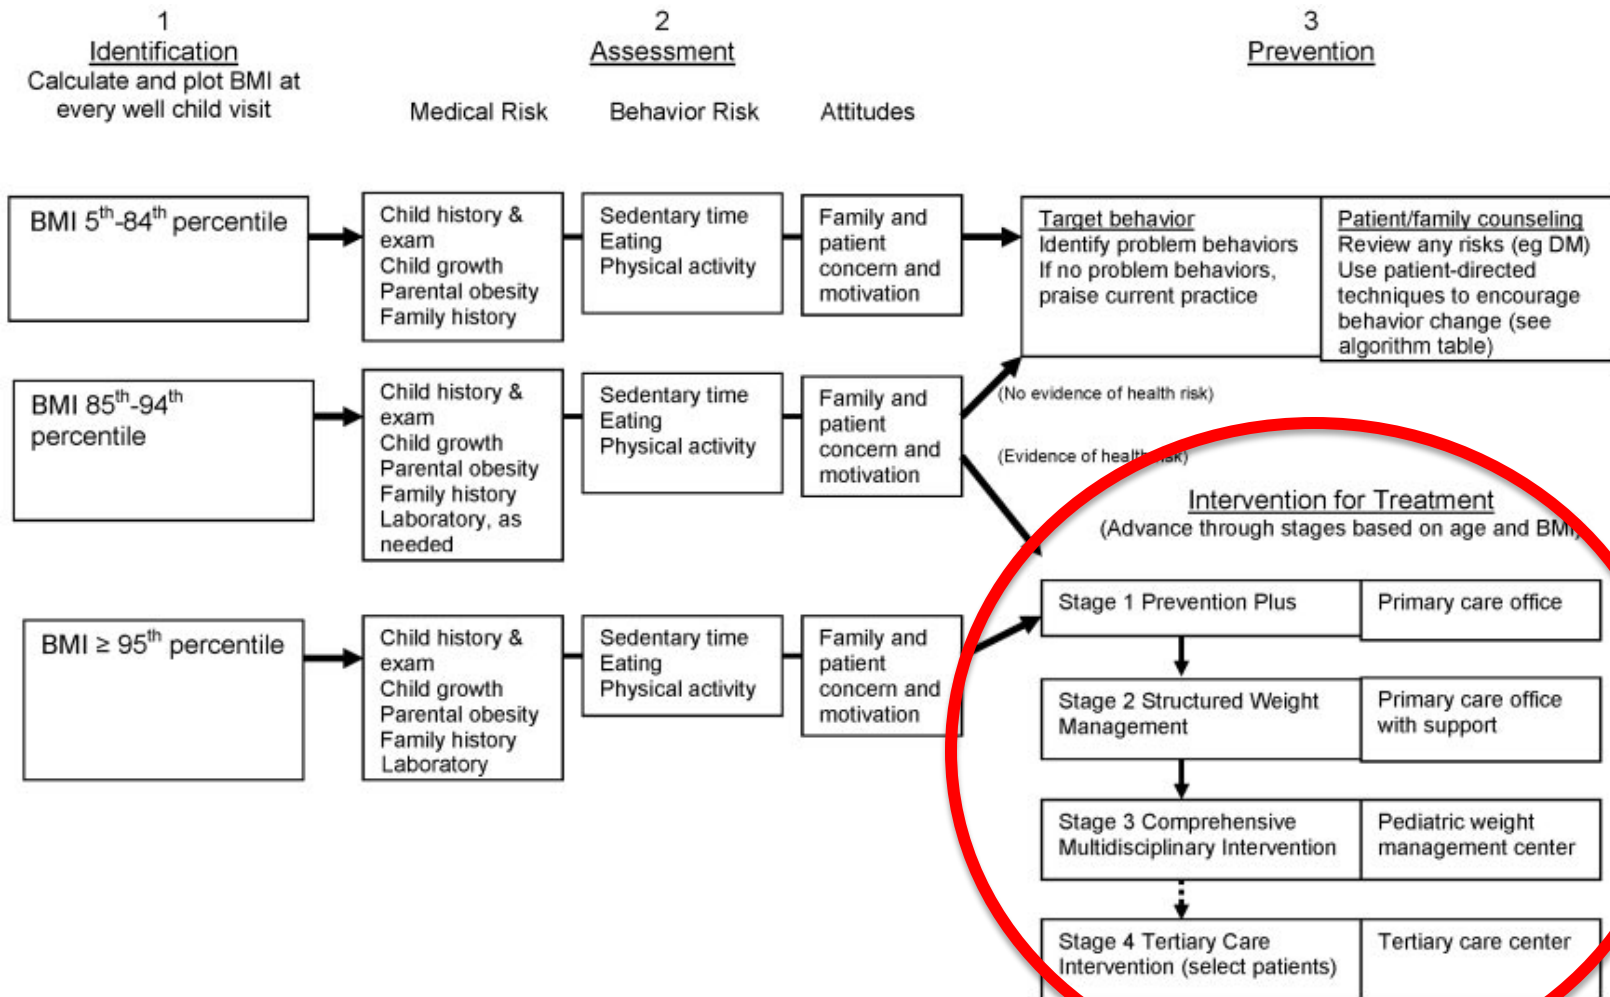 1
Identification
Calculate and plot BMI at
every well child visit
2
Assessment
Medical Risk
Behavior Risk
Attitudes
3
Prevention
BMI 5th-84th percentile
Child history &
exam
Child growth
Parental obesity
Family history
Sedentary time
Eating
Physical activity
Family and
patient
concern and
motivation
Target behavior
Identify problem behaviors
If no problem behaviors,
praise current practice
Patient/family counseling
Review any risks (eg DM)
Use patient-directed
techniques to encourage
behavior change (see
algorithm table)
BMI 85th-94th
percentile
Child history &
exam
Child growth
Parental obesity
Family history
Laboratory, as
needed
Sedentary time
Eating
Physical activity
Family and
patient
concern and
motivation
(No evidence of health risk)
(Evidence of health risk)
Intervention for Treatment
(Advance through stages based on age and BMI)
BMI ≥ 95th percentile
Child history &
exam
Child growth
Parental obesity
Family history
Laboratory
Sedentary time
Eating
Physical activity
Family and
patient
concern and
motivation
Stage 1 Prevention Plus
Primary care office
Stage 2 Structured Weight
Management
Primary care office
with support
Stage 3 Comprehensive
Multidisciplinary Intervention
Pediatric weight
management center
Stage 4 Tertiary Care
Intervention (select patients)
Tertiary care center